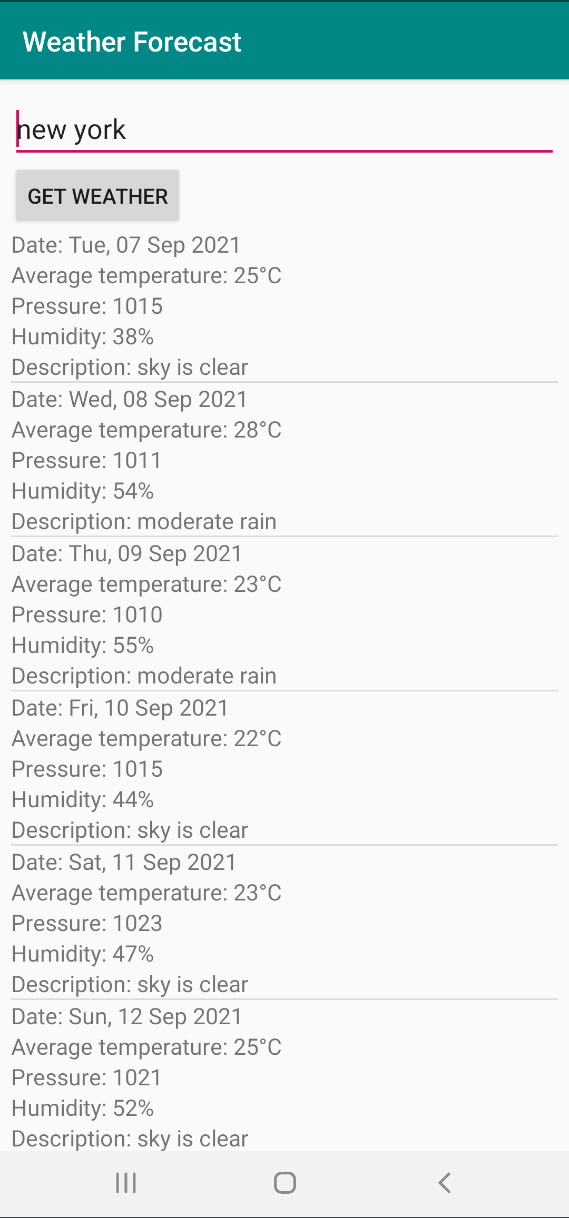 Weather Forecast
new york
GET WEATHER
Date: Tue, 07 Sep 2021
Average temperature: 25°C
Pressure: 1015
Humidity: 38%
Description: sky is clear
Date: Wed, 08 Sep 2021
Average temperature: 28°C
Pressure: 1011
Humidity: 54%
Description: moderate rain
Date: Thu, 09 Sep 2021
Average temperature: 23°C
Pressure: 1010
Humidity: 55%
Description: moderate rain
Date: Fri, 10 Sep 2021
Average temperature: 22°C
Pressure: 1015
Humidity: 44%
Description: sky is clear
Date: Sat, 11 Sep 2021
Average temperature: 23°C
Pressure: 1023
Humidity: 47%
Description: sky is clear
Date: Sun, 12 Sep 2021
Average temperature: 25°C
Pressure: 1021
Humidity: 52%
Description: sky is clear